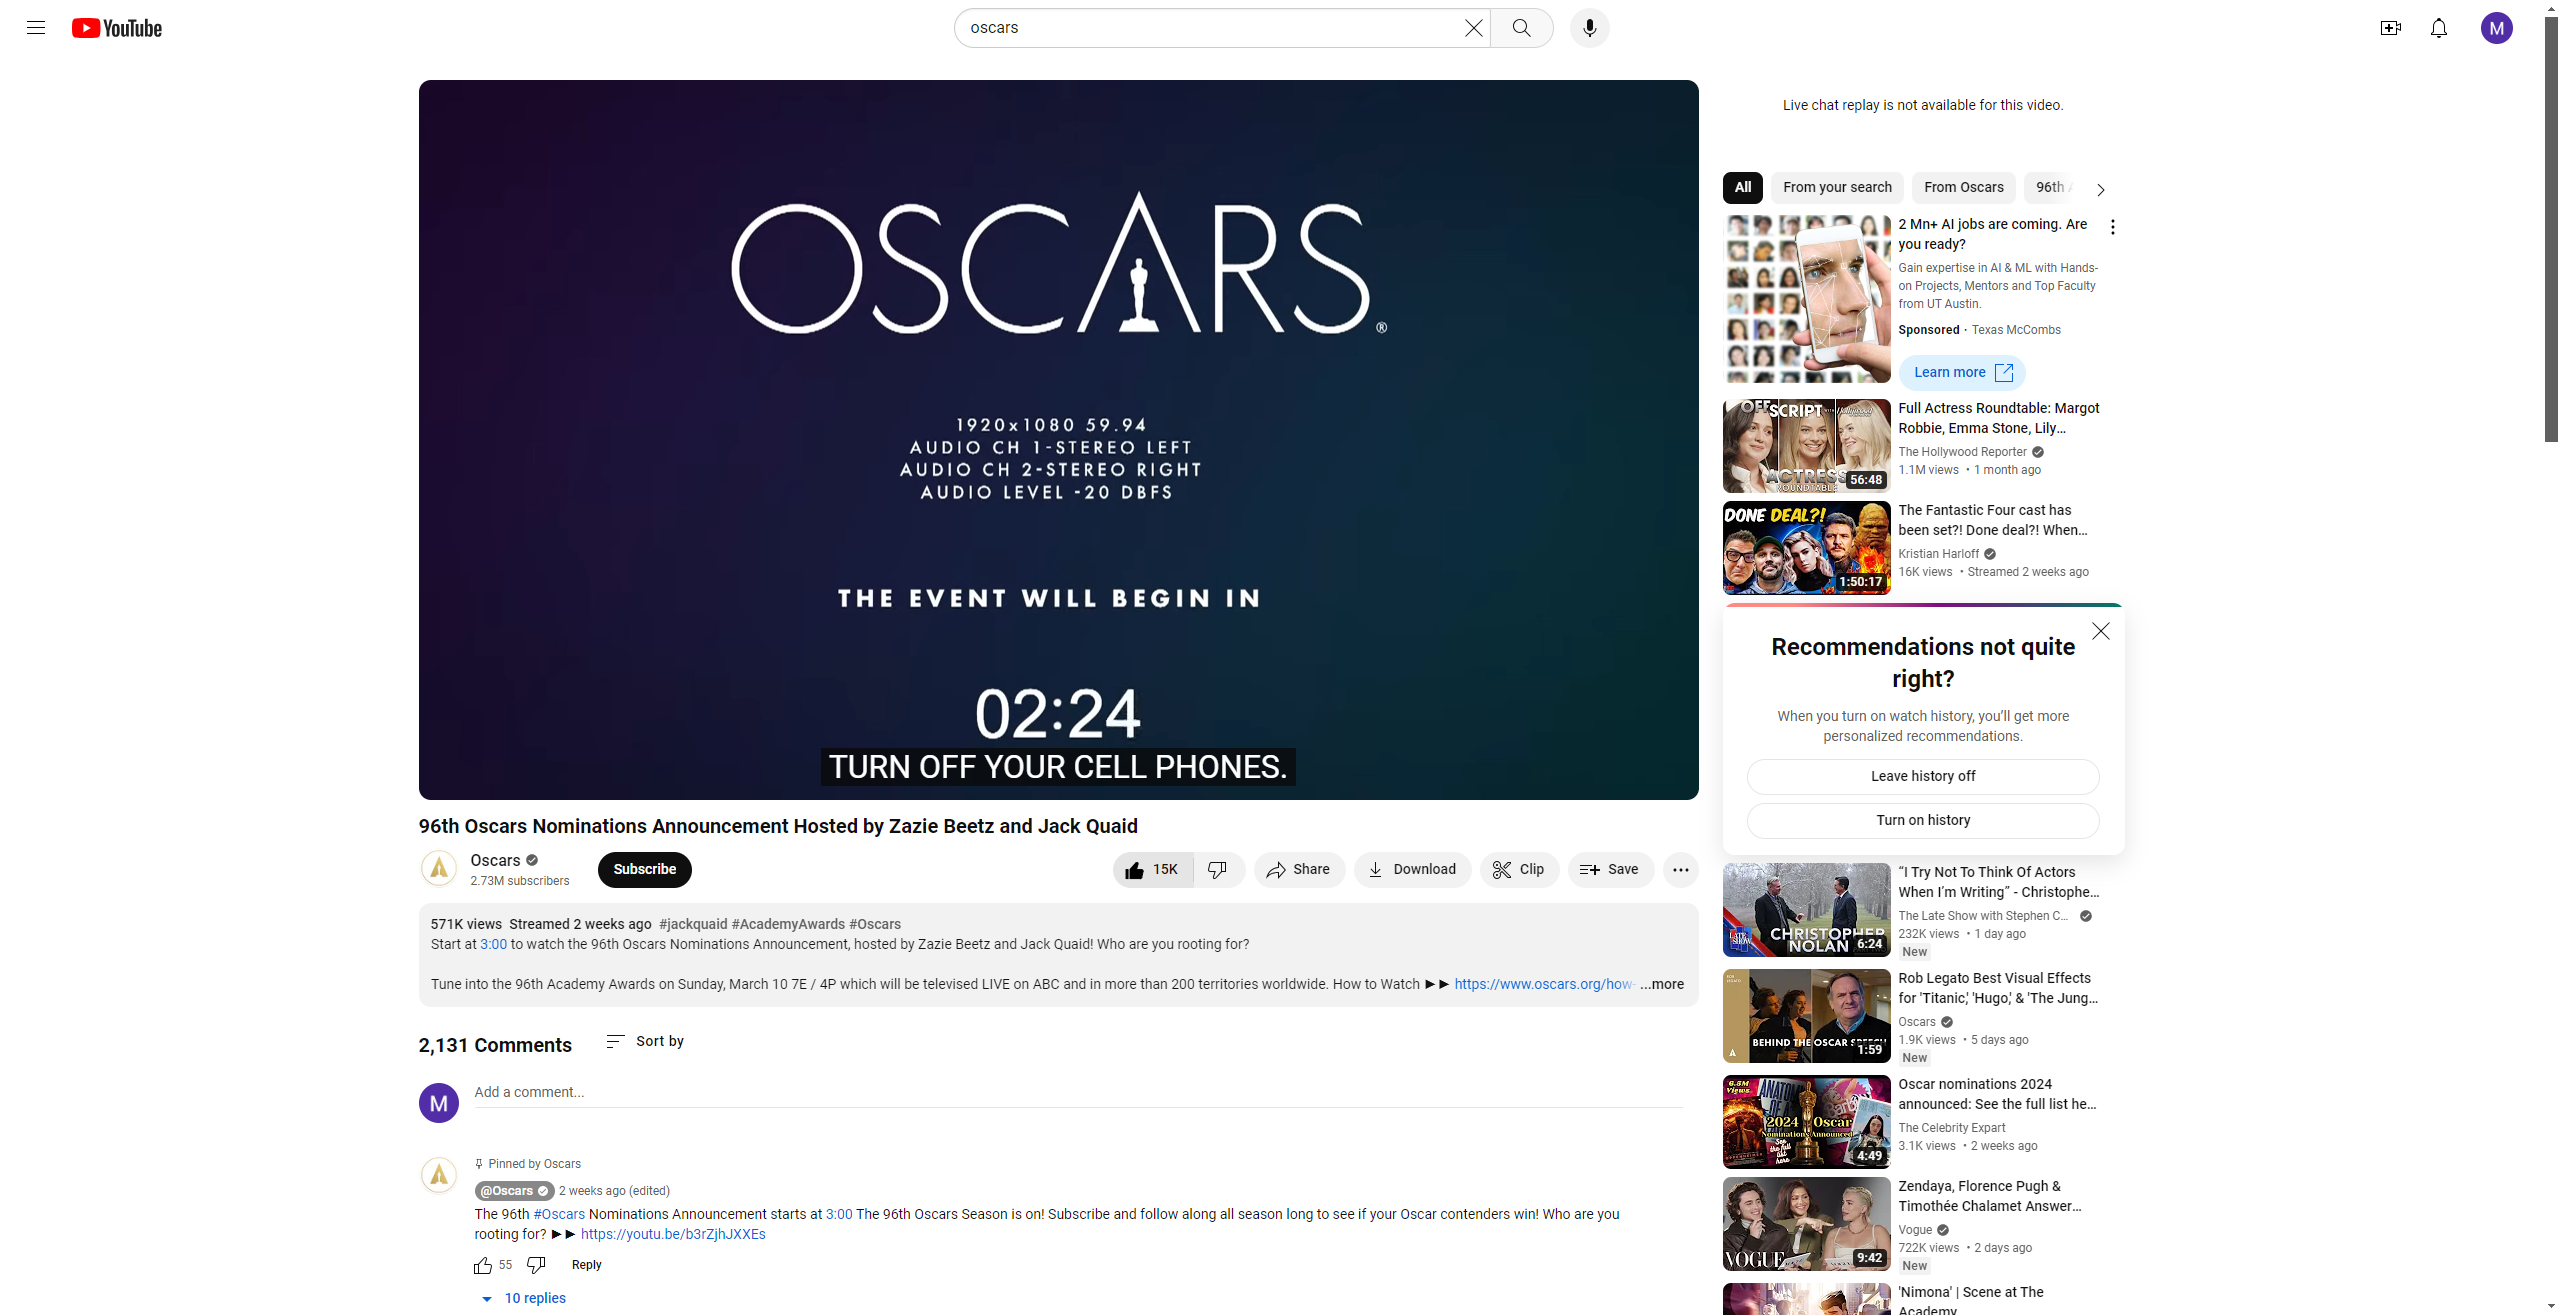 YouTube
oscars
M
OSCARS®
1920x1080 59.94
AUDIO CH 1-STEREO LEFT
AUDIO CH 2-STEREO RIGHT
AUDIO LEVEL -20 DBFS
THE EVENT WILL BEGIN IN
02:24
TURN OFF YOUR CELL PHONES.
96th Oscars Nominations Announcement Hosted by Zazie Beetz and Jack Quaid
Oscars
2.73M subscribers
Subscribe
15K
Share
Download
Clip
Save
571K views Streamed 2 weeks ago #jackquaid #AcademyAwards #Oscars
Start at 3:00 to watch the 96th Oscars Nominations Announcement, hosted by Zazie Beetz and Jack Quaid! Who are you rooting for?
Tune into the 96th Academy Awards on Sunday, March 10 7E / 4P which will be televised LIVE on ABC and in more than 200 territories worldwide. How to Watch ►► https://www.oscars.org/how- ...more
2,131 Comments
Sort by
M
Add a comment...
Pinned by Oscars
@Oscars 2 weeks ago (edited)
The 96th #Oscars Nominations Announcement starts at 3:00 The 96th Oscars Season is on! Subscribe and follow along all season long to see if your Oscar contenders win! Who are you
rooting for? ►► https://youtu.be/b3rZjhJXXEs
55
Reply
10 replies
Live chat replay is not available for this video.
All
From your search
From Oscars
96th
2 Mn+ AI jobs are coming. Are
you ready?
Gain expertise in AI & ML with Hands-
on Projects, Mentors and Top Faculty
from UT Austin.
Sponsored · Texas McCombs
Learn more
OFF SCRIPT
ACTRESS
ROUNDTABLE
56:48
Full Actress Roundtable: Margot
Robbie, Emma Stone, Lily…
The Hollywood Reporter
1.1M views • 1 month ago
DONE DEAL?!
1:50:17
The Fantastic Four cast has
been set?! Done deal?! When…
Kristian Harloff
16K views • Streamed 2 weeks ago
Recommendations not quite
right?
When you turn on watch history, you’ll get more
personalized recommendations.
Leave history off
Turn on history
LATE SHOW
CHRISTOPHER
NOLAN
6:24
“I Try Not To Think Of Actors
When I’m Writing” - Christophe…
The Late Show with Stephen C…
232K views • 1 day ago
New
BEHIND THE OSCAR SPEECH
1:59
Rob Legato Best Visual Effects
for 'Titanic,' 'Hugo,' & 'The Jung…
Oscars
1.9K views • 5 days ago
New
6.8M
Views
2024 Oscar
Nominations Announced
See
the full
list
here
4:49
Oscar nominations 2024
announced: See the full list he…
The Celebrity Expart
3.1K views • 2 weeks ago
VOGUE
9:42
Zendaya, Florence Pugh &
Timothée Chalamet Answer…
Vogue
722K views • 2 days ago
New
'Nimona' | Scene at The
Academy